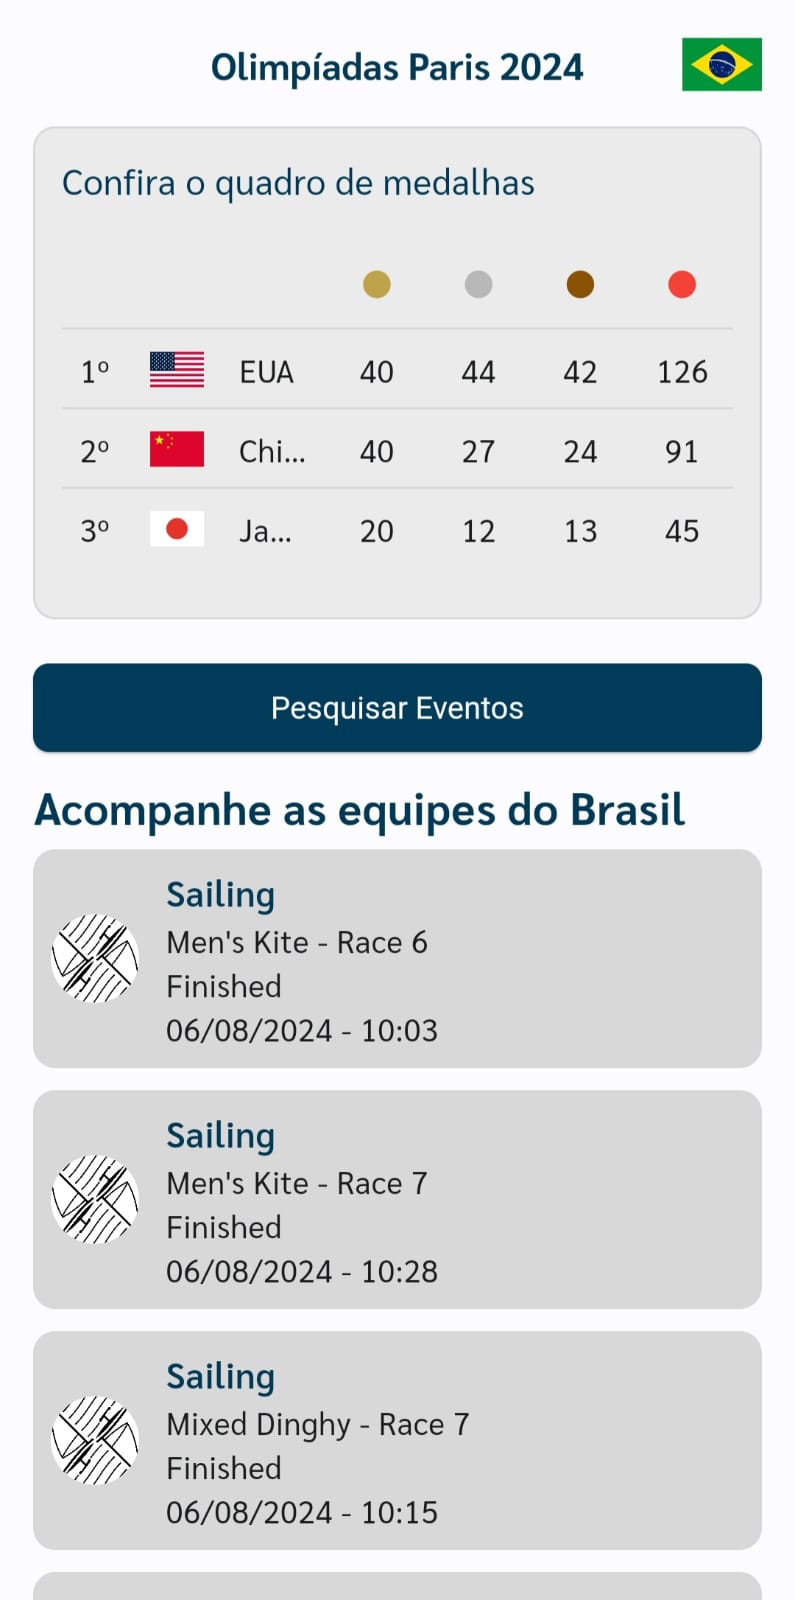 Olimpíadas Paris 2024
Confira o quadro de medalhas
1º EUA 40 44 42 126
2º Chi... 40 27 24 91
3º Ja... 20 12 13 45
Pesquisar Eventos
Acompanhe as equipes do Brasil
Sailing
Men's Kite - Race 6
Finished
06/08/2024 - 10:03
Sailing
Men's Kite - Race 7
Finished
06/08/2024 - 10:28
Sailing
Mixed Dinghy - Race 7
Finished
06/08/2024 - 10:15